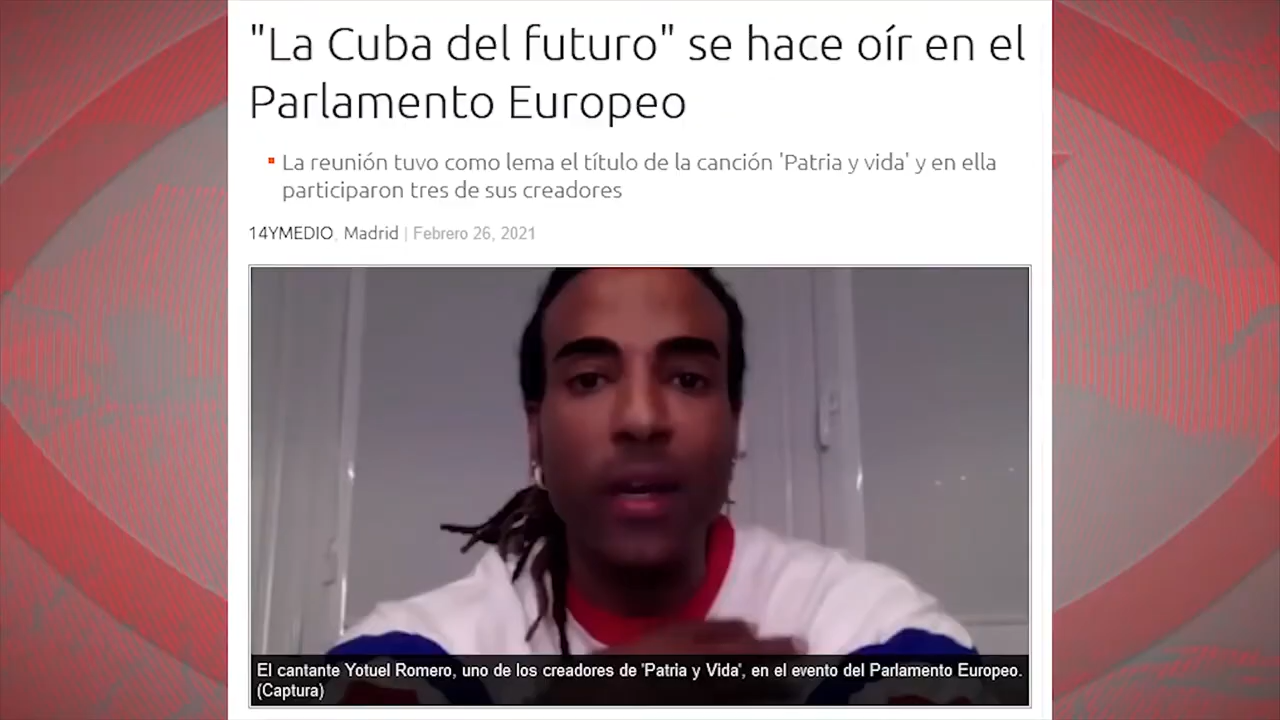 "La Cuba del futuro" se hace oír en el
Parlamento Europeo
La reunión tuvo como lema el título de la canción 'Patria y vida' y en ella
participaron tres de sus creadores
14YMEDIO, Madrid | Febrero 26, 2021
El cantante Yotuel Romero, uno de los creadores de 'Patria y Vida', en el evento del Parlamento Europeo.
(Captura)